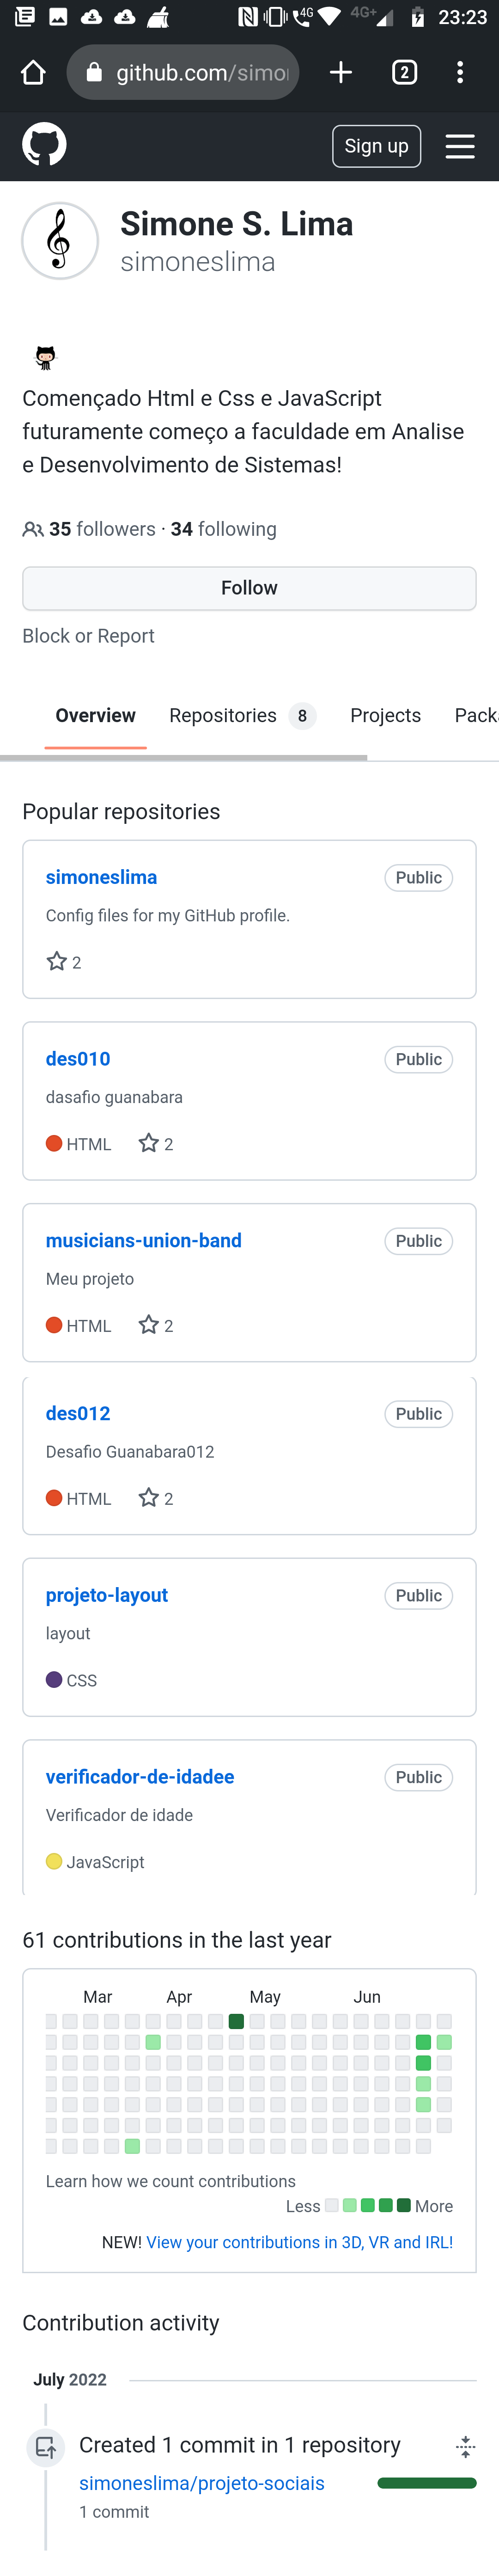 4G 4G+ 23:23
github.com/simo
2
Sign up
Simone S. Lima
simoneslima
Començado Html e Css e JavaScript
futuramente começo a faculdade em Analise
e Desenvolvimento de Sistemas!
35 followers · 34 following
Follow
Block or Report
Overview Repositories 8 Projects Pack
Popular repositories
simoneslima Public
Config files for my GitHub profile.
2
des010 Public
dasafio guanabara
HTML 2
musicians-union-band Public
Meu projeto
HTML 2
des012 Public
Desafio Guanabara012
HTML 2
projeto-layout Public
layout
CSS
verificador-de-idadee Public
Verificador de idade
JavaScript
61 contributions in the last year
Mar Apr May Jun
Learn how we count contributions
Less More
NEW! View your contributions in 3D, VR and IRL!
Contribution activity
July 2022
Created 1 commit in 1 repository
simoneslima/projeto-sociais
1 commit